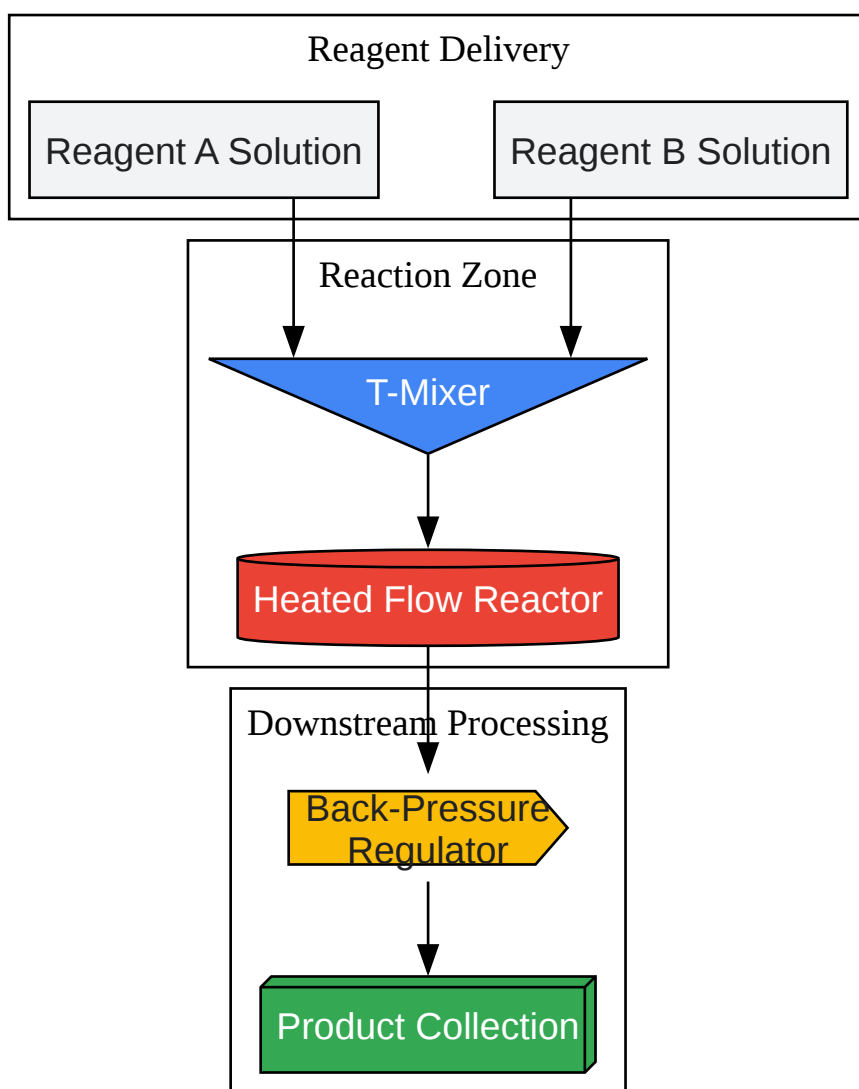 Reagent Delivery
Reagent A Solution
Reagent B Solution
Reaction Zone
T-Mixer
Heated Flow Reactor
Downstream Processing
Back-Pressure
Regulator
Product Collection